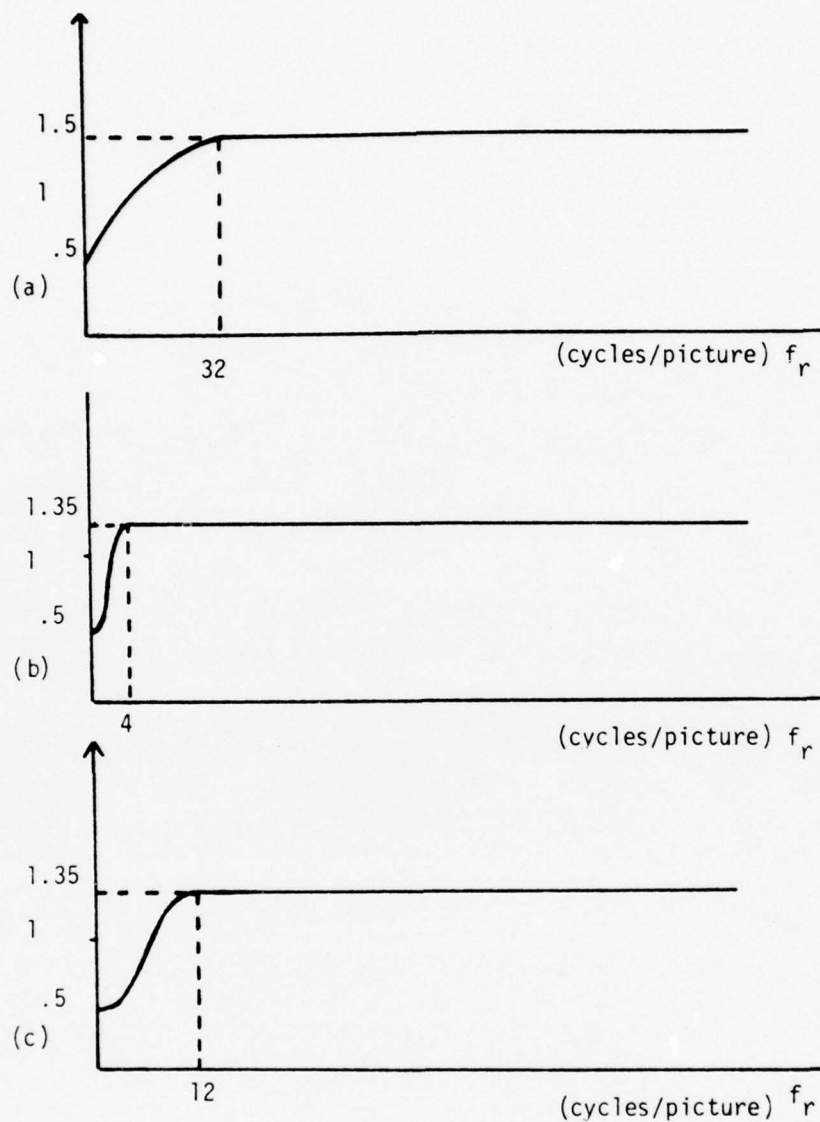 1.5
1
.5
(a)
32
(cycles/picture) f_r
1.35
1
.5
(b)
4
(cycles/picture) f_r
1.35
1
.5
(c)
12
(cycles/picture) f_r